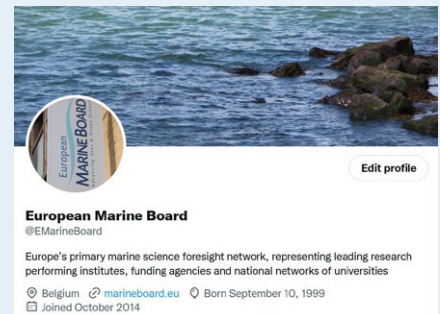 European
MARINE BOARD
Edit profile
European Marine Board
@EMarineBoard
Europe's primary marine science foresight network, representing leading research
performing institutes, funding agencies and national networks of universities
Belgium marineboard.eu Born September 10, 1999
Joined October 2014